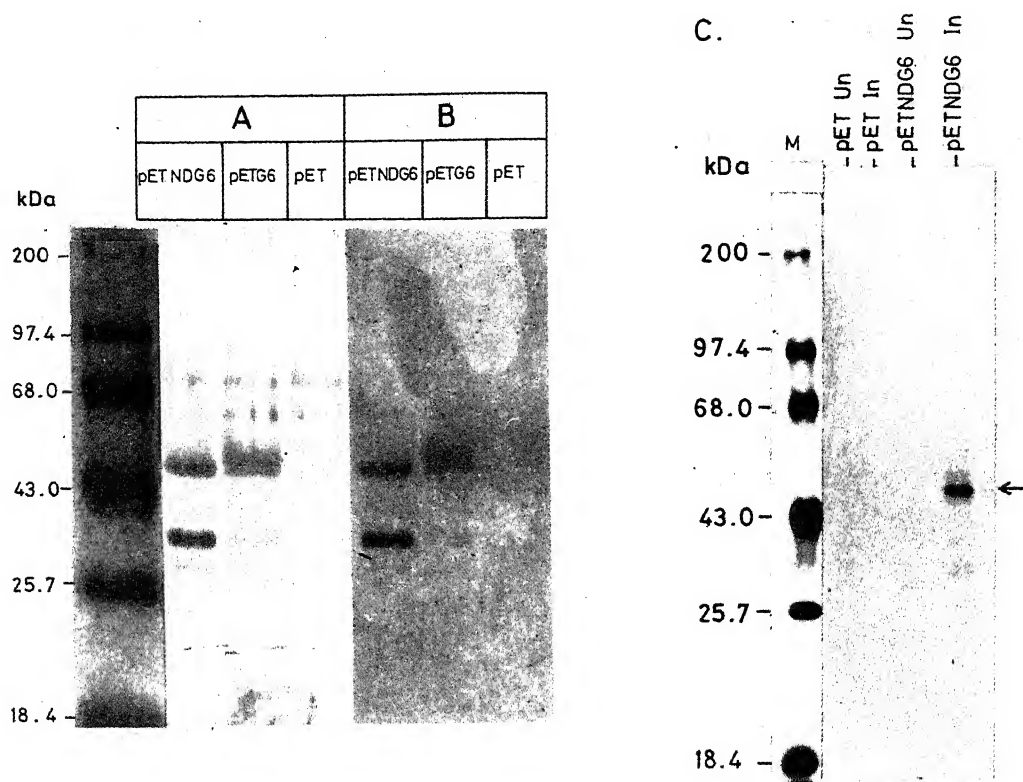 A B
pETNDG6 pETG6 pET pETNDG6 pETG6 pET
kDa
200
97.4
68.0
43.0
25.7
18.4
C.
pET Un
pET In
pETNDG6 Un
pETNDG6 In
M
kDa
200
97.4
68.0
43.0
25.7
18.4